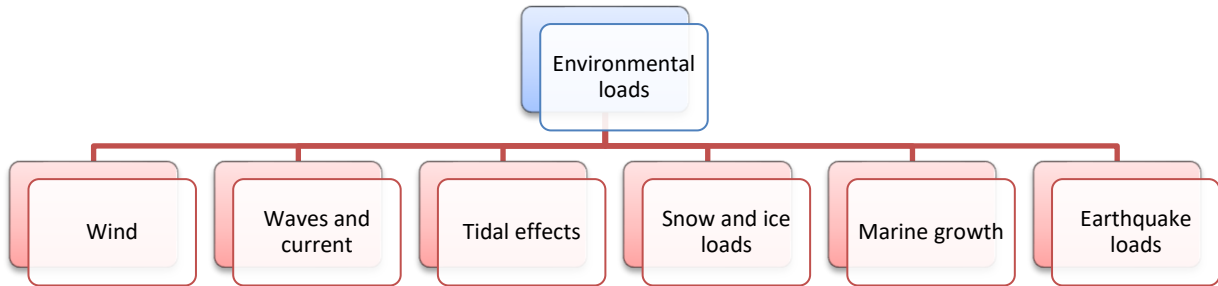 Environmental
loads
Wind
Waves and
current
Tidal effects
Snow and ice
loads
Marine growth
Earthquake
loads